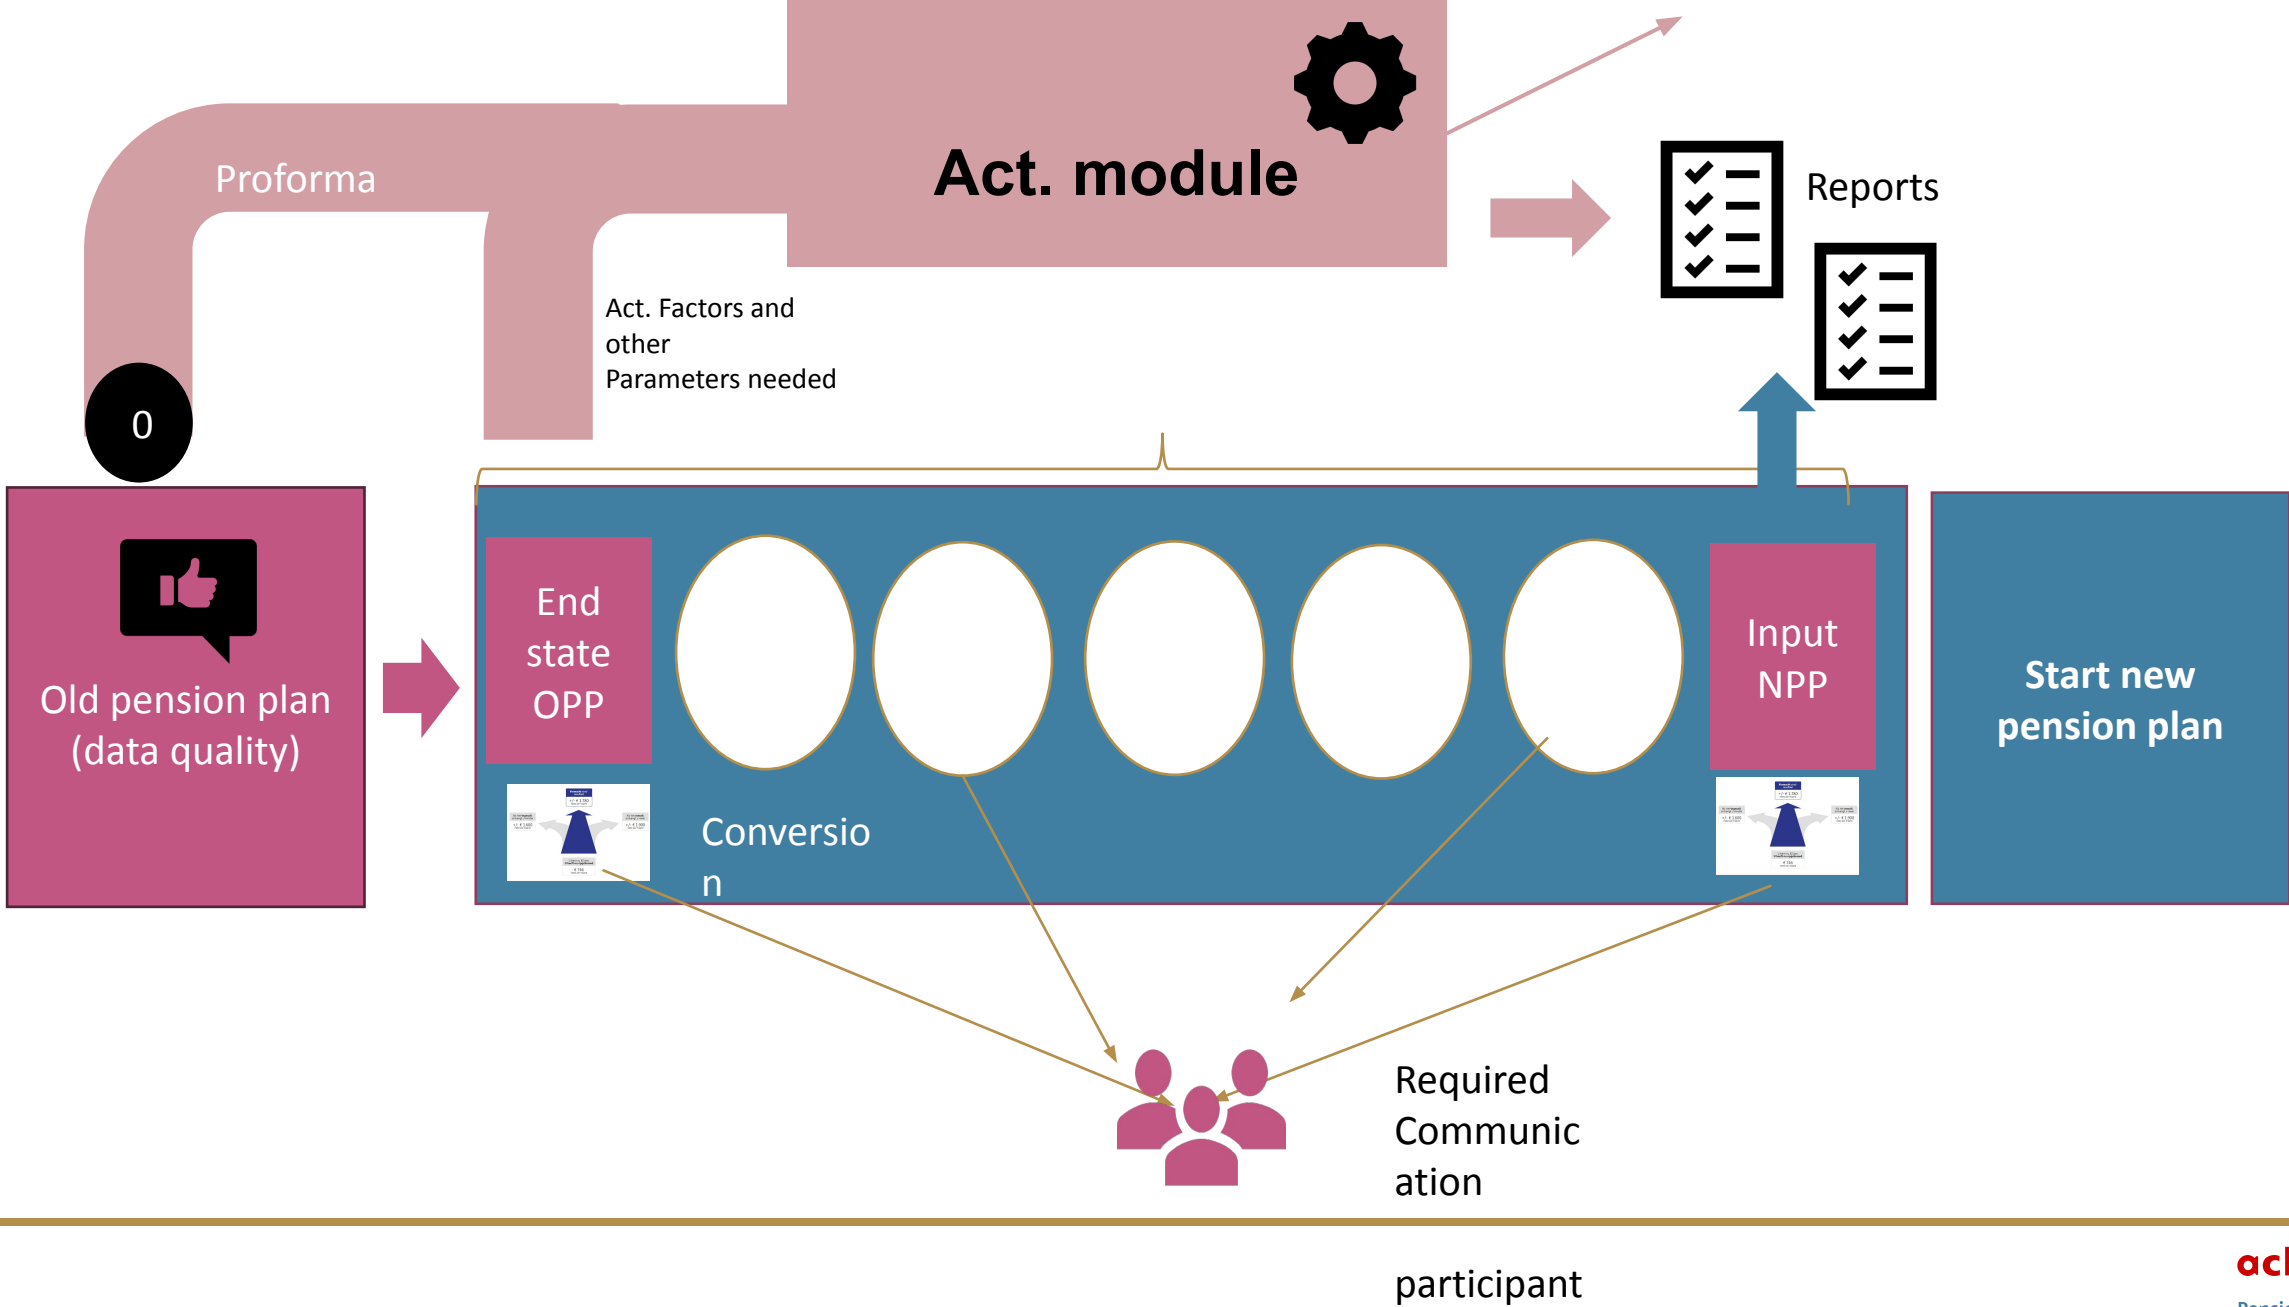 Act. module
Proforma
Reports
Act. Factors and
other
Parameters needed
0
Old pension plan
(data quality)
End
state
OPP
Input
NPP
Start new
pension plan
Conversio
n
Required
Communic
ation
participant